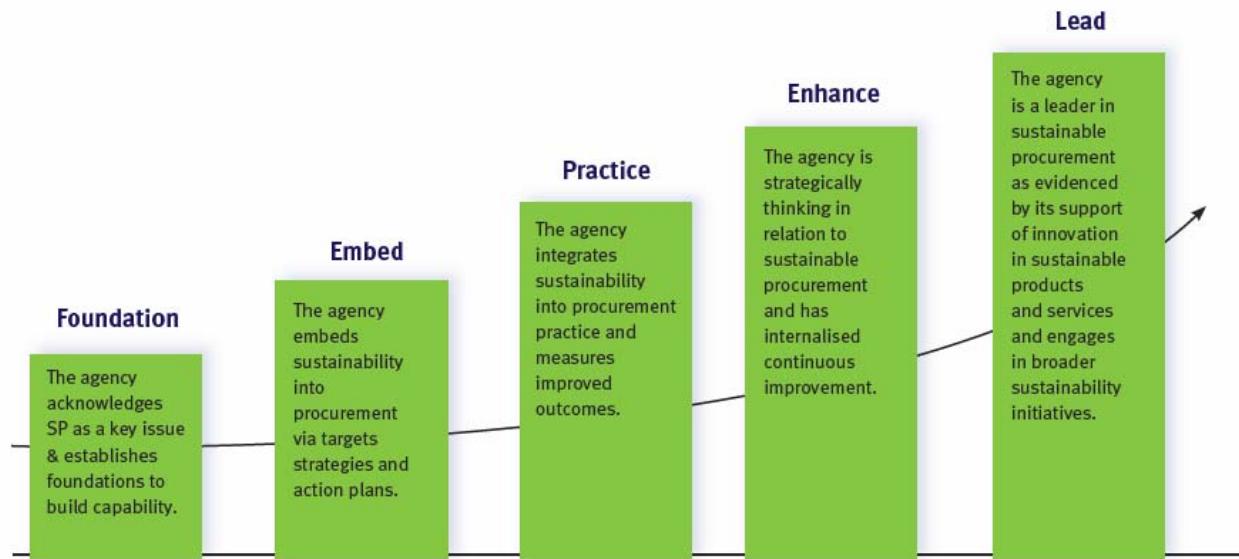 Foundation
The agency
acknowledges
SP as a key issue
& establishes
foundations to
build capability.
Embed
The agency
embeds
sustainability
into
procurement
via targets
strategies and
action plans.
Practice
The agency
integrates
sustainability
into procurement
practice and
measures
improved
outcomes.
Enhance
The agency is
strategically
thinking in
relation to
sustainable
procurement
and has
internalised
continuous
improvement.
Lead
The agency
is a leader in
sustainable
procurement
as evidenced
by its support
of innovation
in sustainable
products
and services
and engages
in broader
sustainability
initiatives.